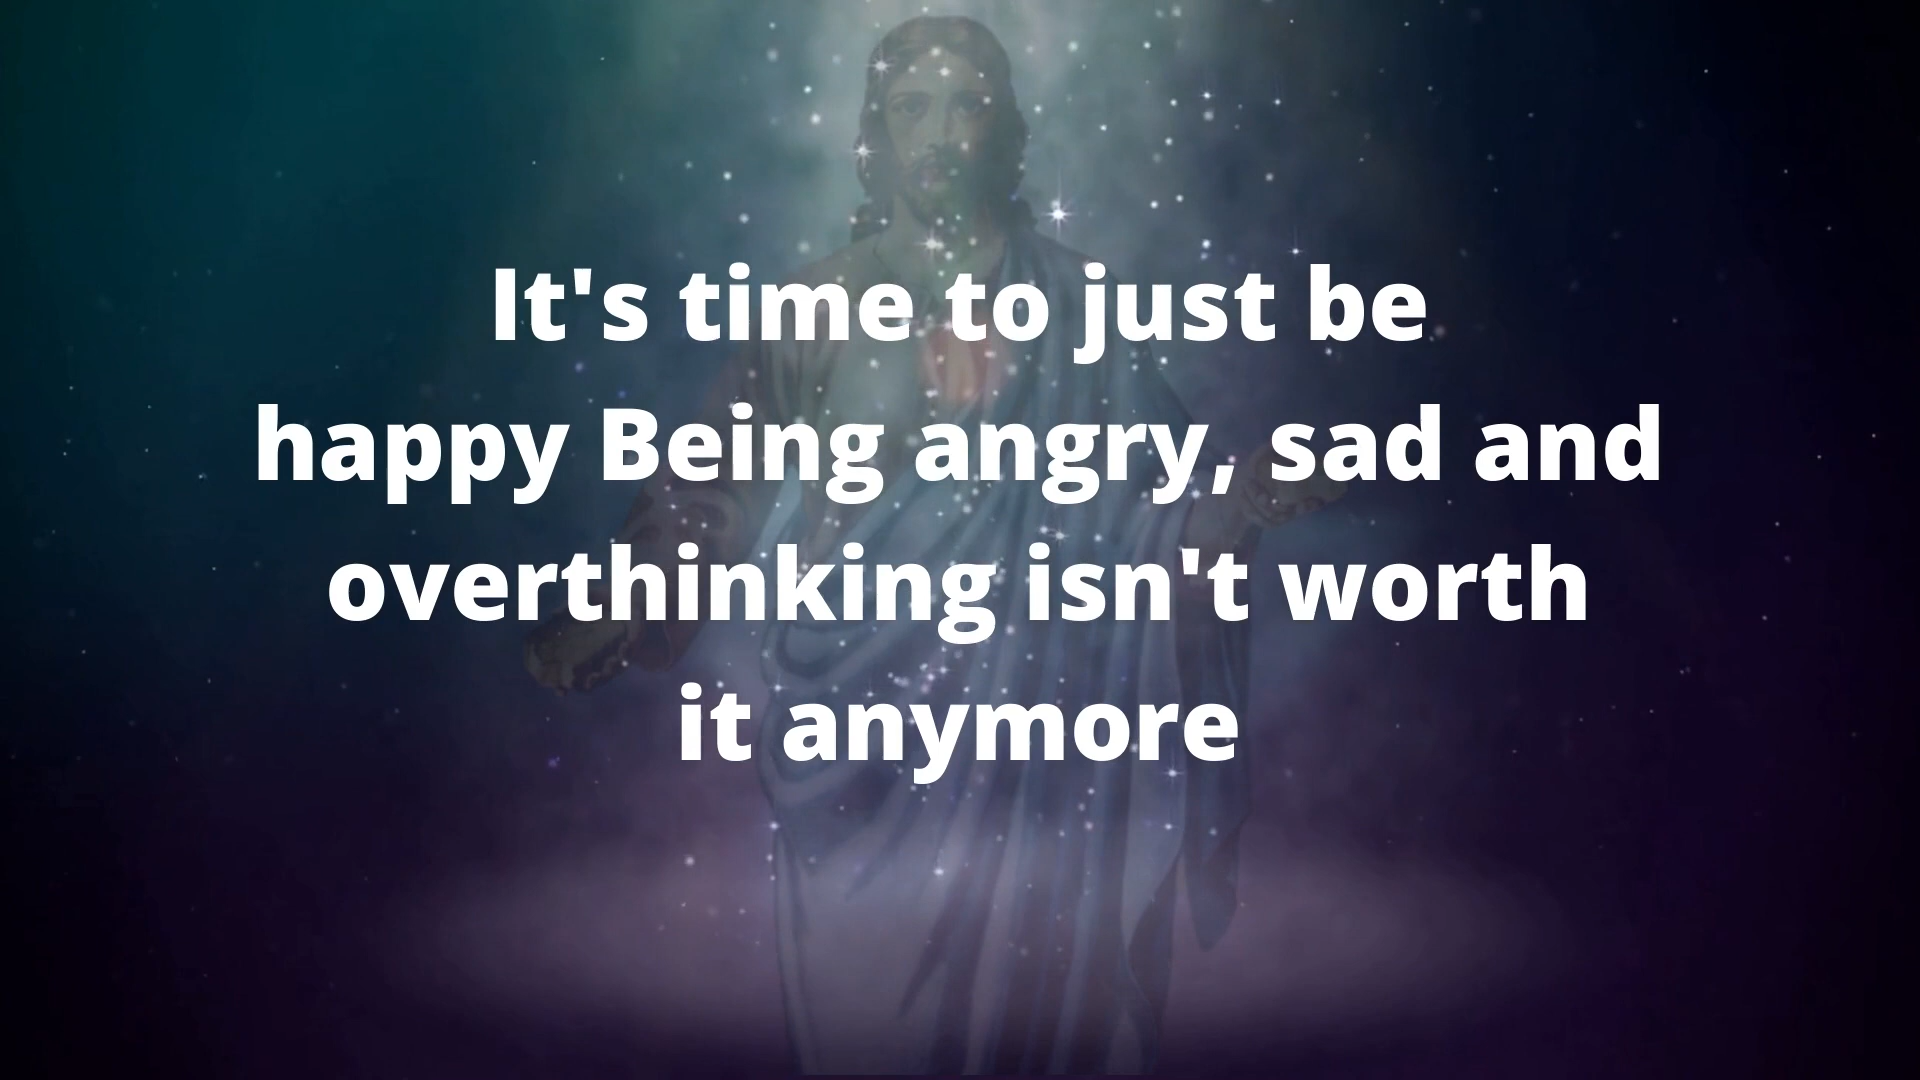 It's time to just be
happy Being angry, sad and
overthinking isn't worth
it anymore